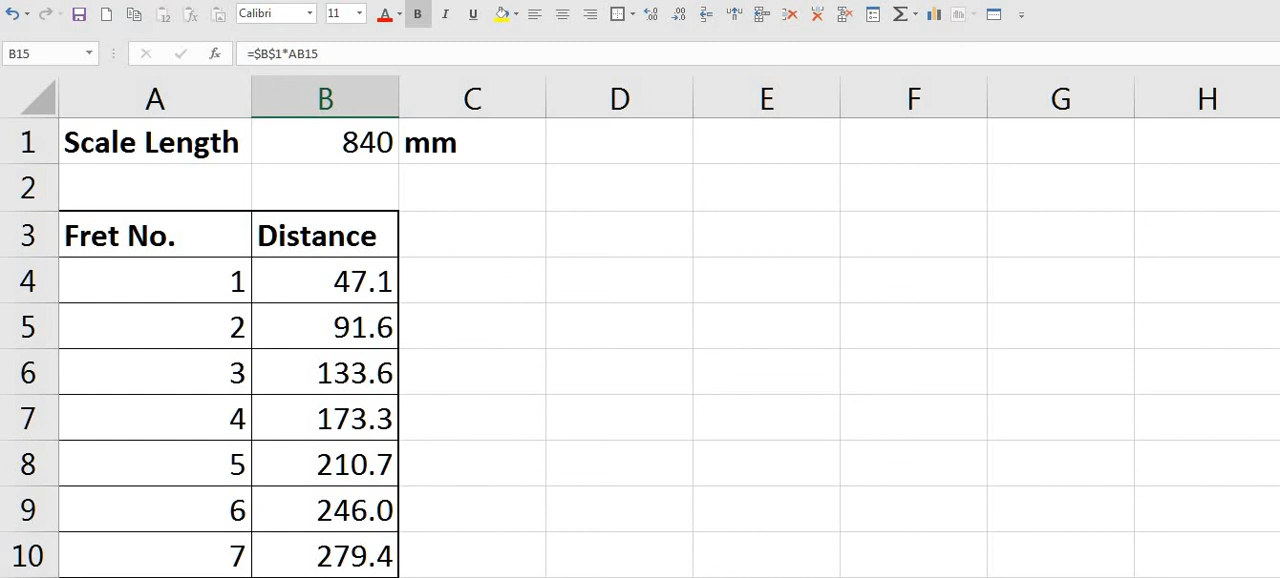 Calibri 11 A B I U
B15 fx =$B$1*AB15
A B C D E F G H
1 Scale Length 840 mm
2
3 Fret No. Distance
4 1 47.1
5 2 91.6
6 3 133.6
7 4 173.3
8 5 210.7
9 6 246.0
10 7 279.4